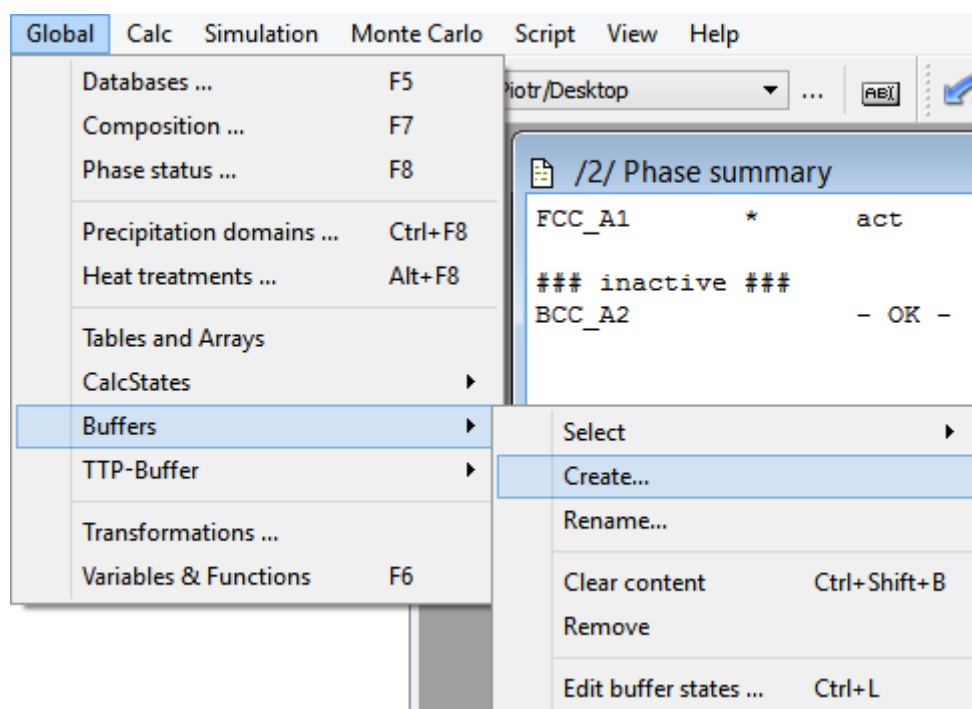 Global Calc Simulation Monte Carlo Script View Help
Databases ... F5
Composition ... F7
Phase status ... F8
Precipitation domains ... Ctrl+F8
Heat treatments ... Alt+F8
Tables and Arrays
CalcStates
Buffers
TTP-Buffer
Transformations ...
Variables & Functions F6
iotr/Desktop ...
ABI
/2/ Phase summary
FCC_A1 * act
### inactive ###
BCC_A2 - OK -
Select
Create...
Rename...
Clear content Ctrl+Shift+B
Remove
Edit buffer states ... Ctrl+L